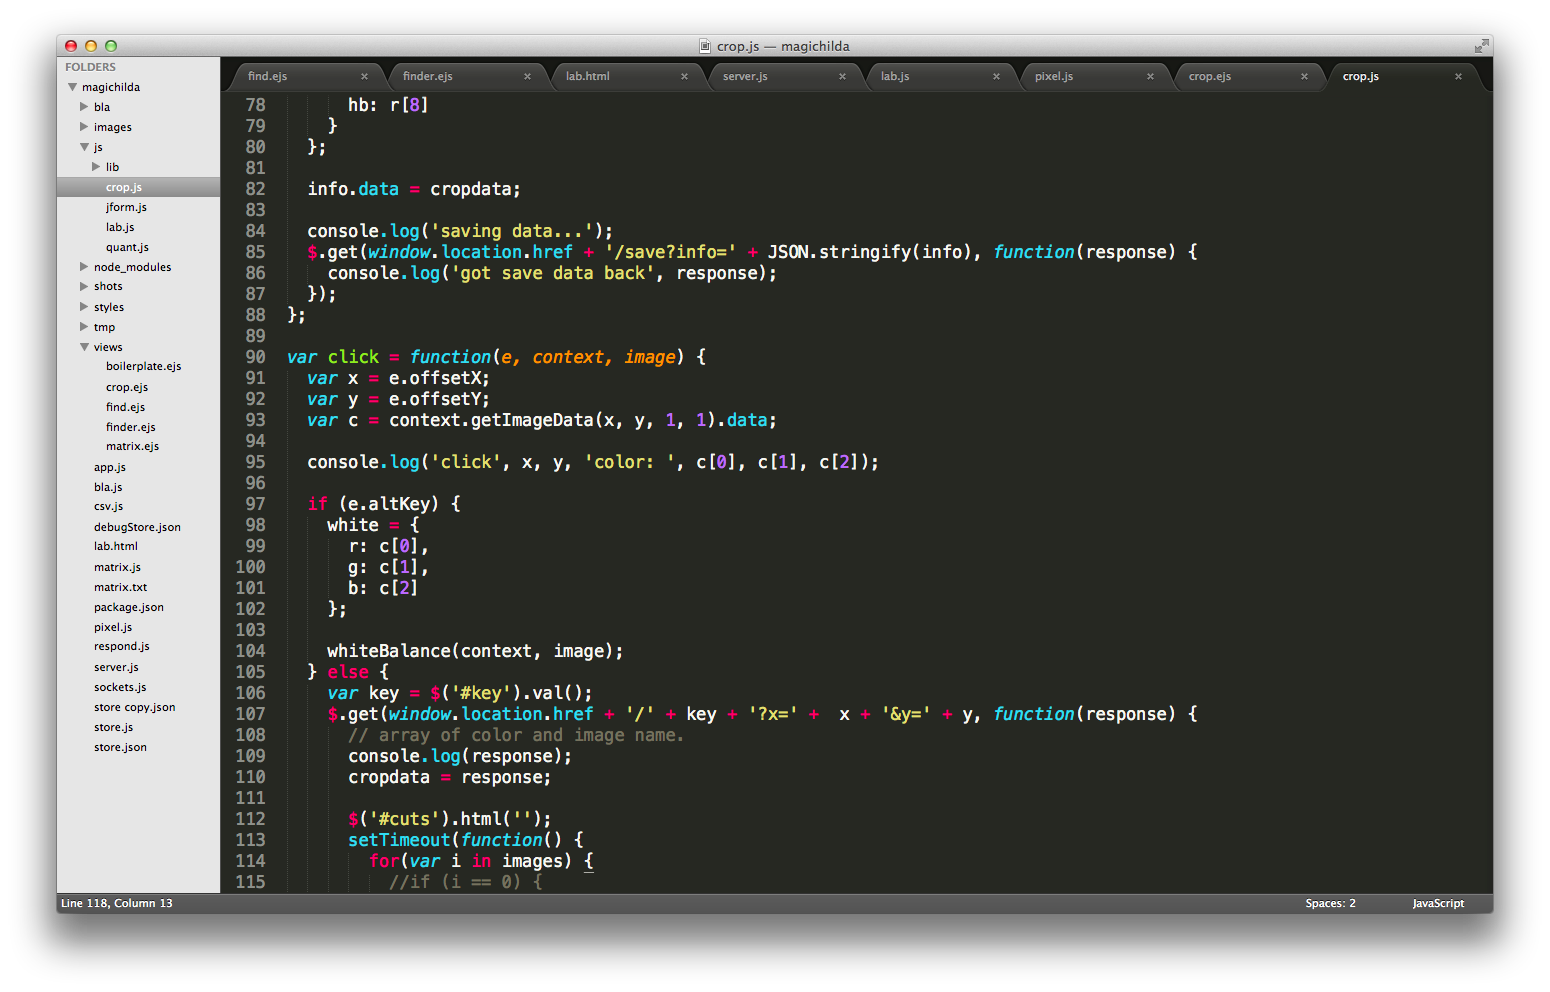 crop.js — magichilda
FOLDERS
magichilda
bla
images
js
lib
crop.js
jform.js
lab.js
quant.js
node_modules
shots
styles
tmp
views
boilerplate.ejs
crop.ejs
find.ejs
finder.ejs
matrix.ejs
app.js
bla.js
csv.js
debugStore.json
lab.html
matrix.js
matrix.txt
package.json
pixel.js
respond.js
server.js
sockets.js
store copy.json
store.js
store.json
find.ejs × finder.ejs × lab.html × server.js × lab.js × pixel.js × crop.ejs × crop.js ×
78 hb: r[8]
79 }
80 };
81
82 info.data = cropdata;
83
84 console.log('saving data...');
85 $.get(window.location.href + '/save?info=' + JSON.stringify(info), function(response) {
86 console.log('got save data back', response);
87 });
88 };
89
90 var click = function(e, context, image) {
91 var x = e.offsetX;
92 var y = e.offsetY;
93 var c = context.getImageData(x, y, 1, 1).data;
94
95 console.log('click', x, y, 'color: ', c[0], c[1], c[2]);
96
97 if (e.altKey) {
98 white = {
99 r: c[0],
100 g: c[1],
101 b: c[2]
102 };
103
104 whiteBalance(context, image);
105 } else {
106 var key = $('#key').val();
107 $.get(window.location.href + '/' + key + '?x=' +  x + '&y=' + y, function(response) {
108 // array of color and image name.
109 console.log(response);
110 cropdata = response;
111
112 $('#cuts').html('');
113 setTimeout(function() {
114 for(var i in images) {
115 //if (i == 0) {
Line 118, Column 13
Spaces: 2
JavaScript